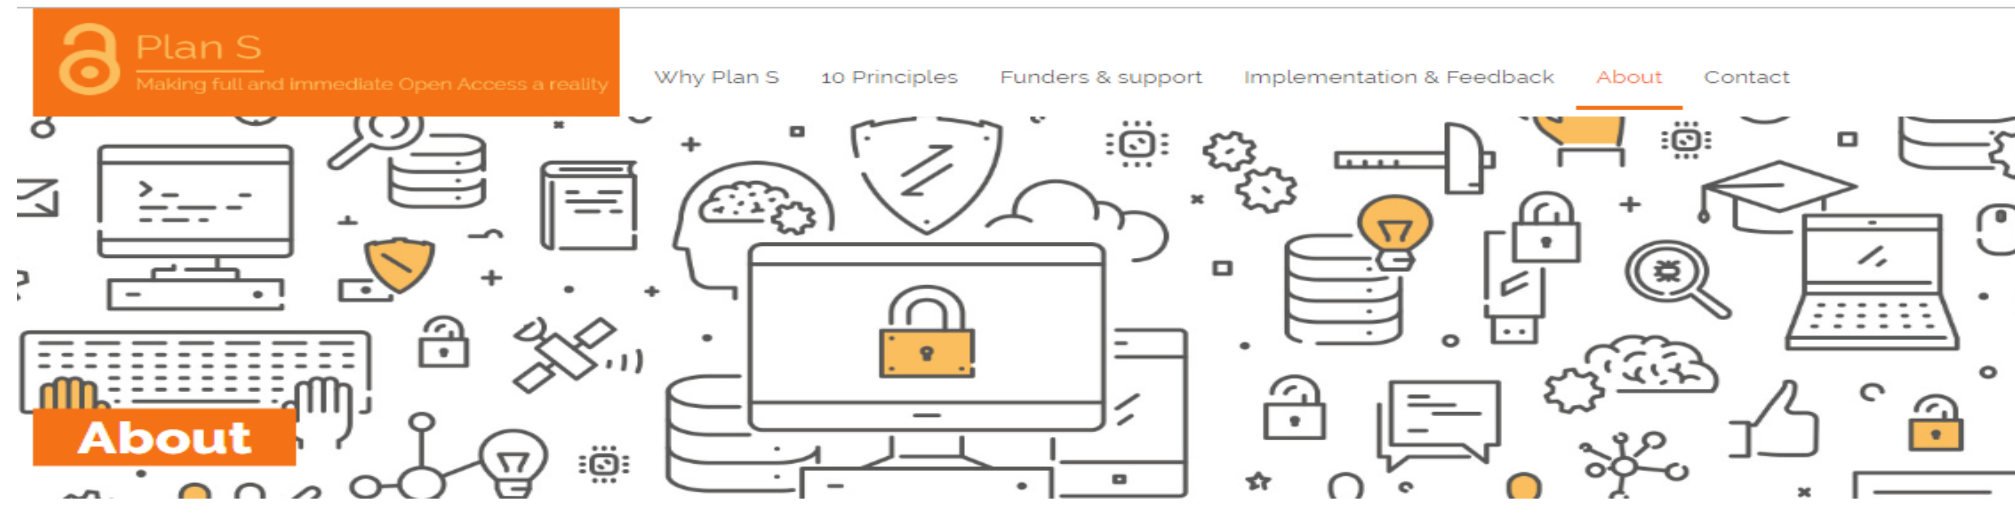 Plan S
Making full and immediate Open Access a reality
Why Plan S 10 Principles Funders & support Implementation & Feedback About Contact
About